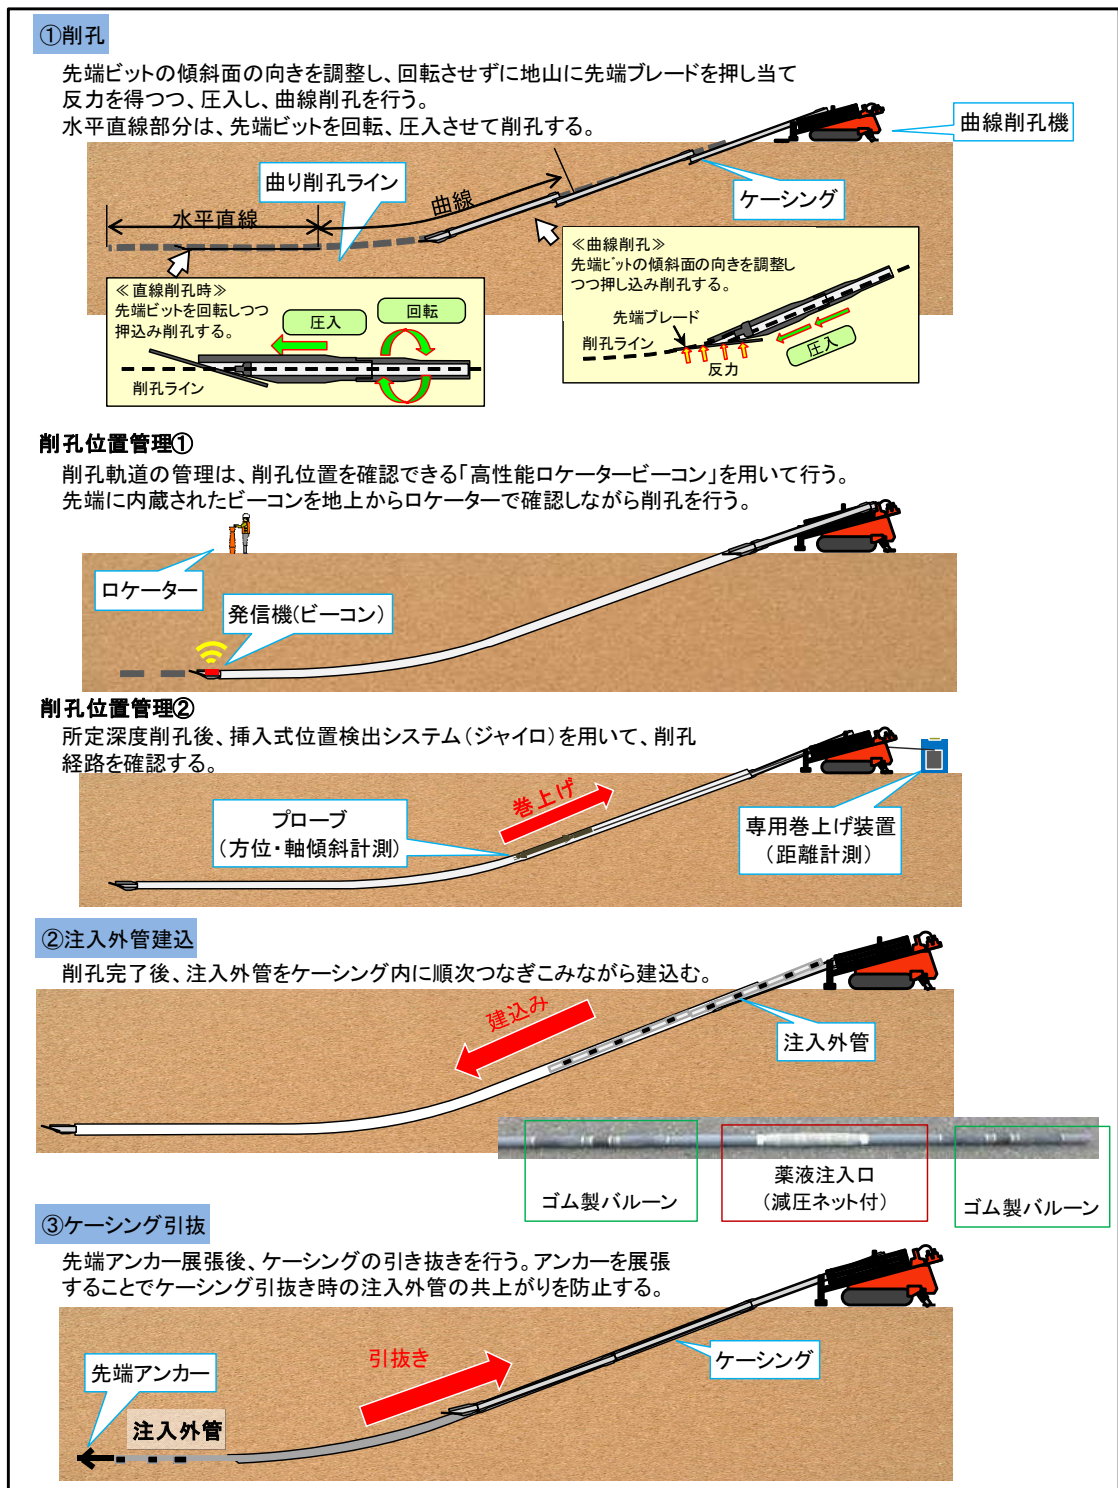 ①削孔
先端ビットの傾斜面の向きを調整し、回転させずに地山に先端ブレードを押し当て
反力を得つつ、圧入し、曲線削孔を行う。
水平直線部分は、先端ビットを回転、圧入させて削孔する。
曲線削孔機
曲り削孔ライン
曲線
ケーシング
水平直線
≪直線削孔時≫
先端ビットを回転しつつ
押込み削孔する。
圧入
回転
削孔ライン
≪曲線削孔≫
先端ビットの傾斜面の向きを調整し
つつ押し込み削孔する。
先端ブレード
削孔ライン
圧入
反力
削孔位置管理①
削孔軌道の管理は、削孔位置を確認できる「高性能ロケータービーコン」を用いて行う。
先端に内蔵されたビーコンを地上からロケーターで確認しながら削孔を行う。
ロケーター
発信機(ビーコン)
削孔位置管理②
所定深度削孔後、挿入式位置検出システム(ジャイロ)を用いて、削孔
経路を確認する。
巻上げ
プローブ
(方位・軸傾斜計測)
専用巻上げ装置
(距離計測)
②注入外管建込
削孔完了後、注入外管をケーシング内に順次つなぎこみながら建込む。
建込み
注入外管
ゴム製バルーン
薬液注入口
(減圧ネット付)
ゴム製バルーン
③ケーシング引抜
先端アンカー展張後、ケーシングの引き抜きを行う。アンカーを展張
することでケーシング引抜き時の注入外管の共上がりを防止する。
引抜き
ケーシング
先端アンカー
注入外管